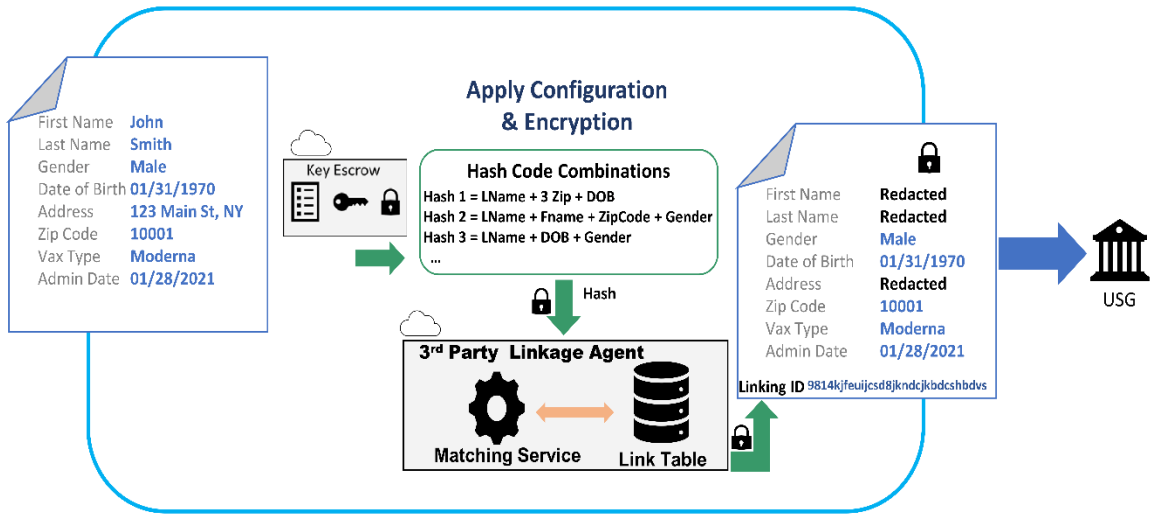 First Name John
Last Name Smith
Gender Male
Date of Birth 01/31/1970
Address 123 Main St, NY
Zip Code 10001
Vax Type Moderna
Admin Date 01/28/2021
Key Escrow
Apply Configuration
& Encryption
Hash Code Combinations
Hash 1 = LName + 3 Zip + DOB
Hash 2 = LName + Fname + ZipCode + Gender
Hash 3 = LName + DOB + Gender
...
Hash
3rd Party Linkage Agent
Matching Service
Link Table
First Name Redacted
Last Name Redacted
Gender Male
Date of Birth 01/31/1970
Address Redacted
Zip Code 10001
Vax Type Moderna
Admin Date 01/28/2021
Linking ID 9814kjfeuijcsd8jkndcjkbdcshbdvs
USG